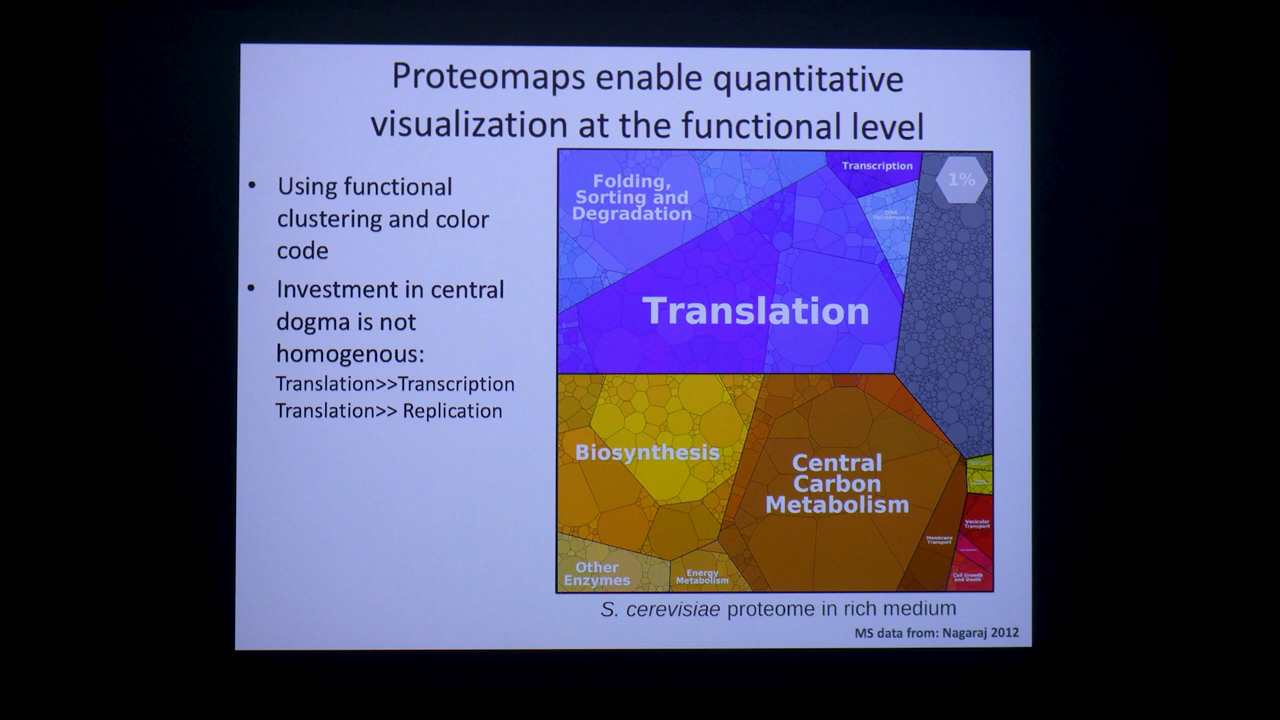 Proteomaps enable quantitative
visualization at the functional level
• Using functional
clustering and color
code
• Investment in central
dogma is not
homogenous:
Translation>>Transcription
Translation>> Replication
Folding,
Sorting and
Degradation
Transcription
1%
Translation
Biosynthesis
Central
Carbon
Metabolism
Other
Enzymes
Energy
Metabolism
Membrane
Transport
Vesicular
Transport
Cell Growth
and Death
S. cerevisiae proteome in rich medium
MS data from: Nagaraj 2012